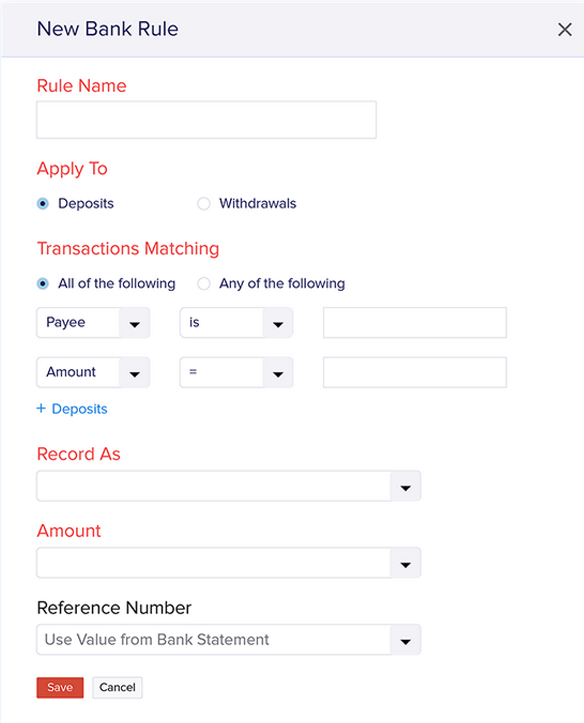 New Bank Rule
Rule Name
Apply To
Deposits Withdrawals
Transactions Matching
All of the following Any of the following
Payee is
Amount =
+ Deposits
Record As
Amount
Reference Number
Use Value from Bank Statement
Save Cancel